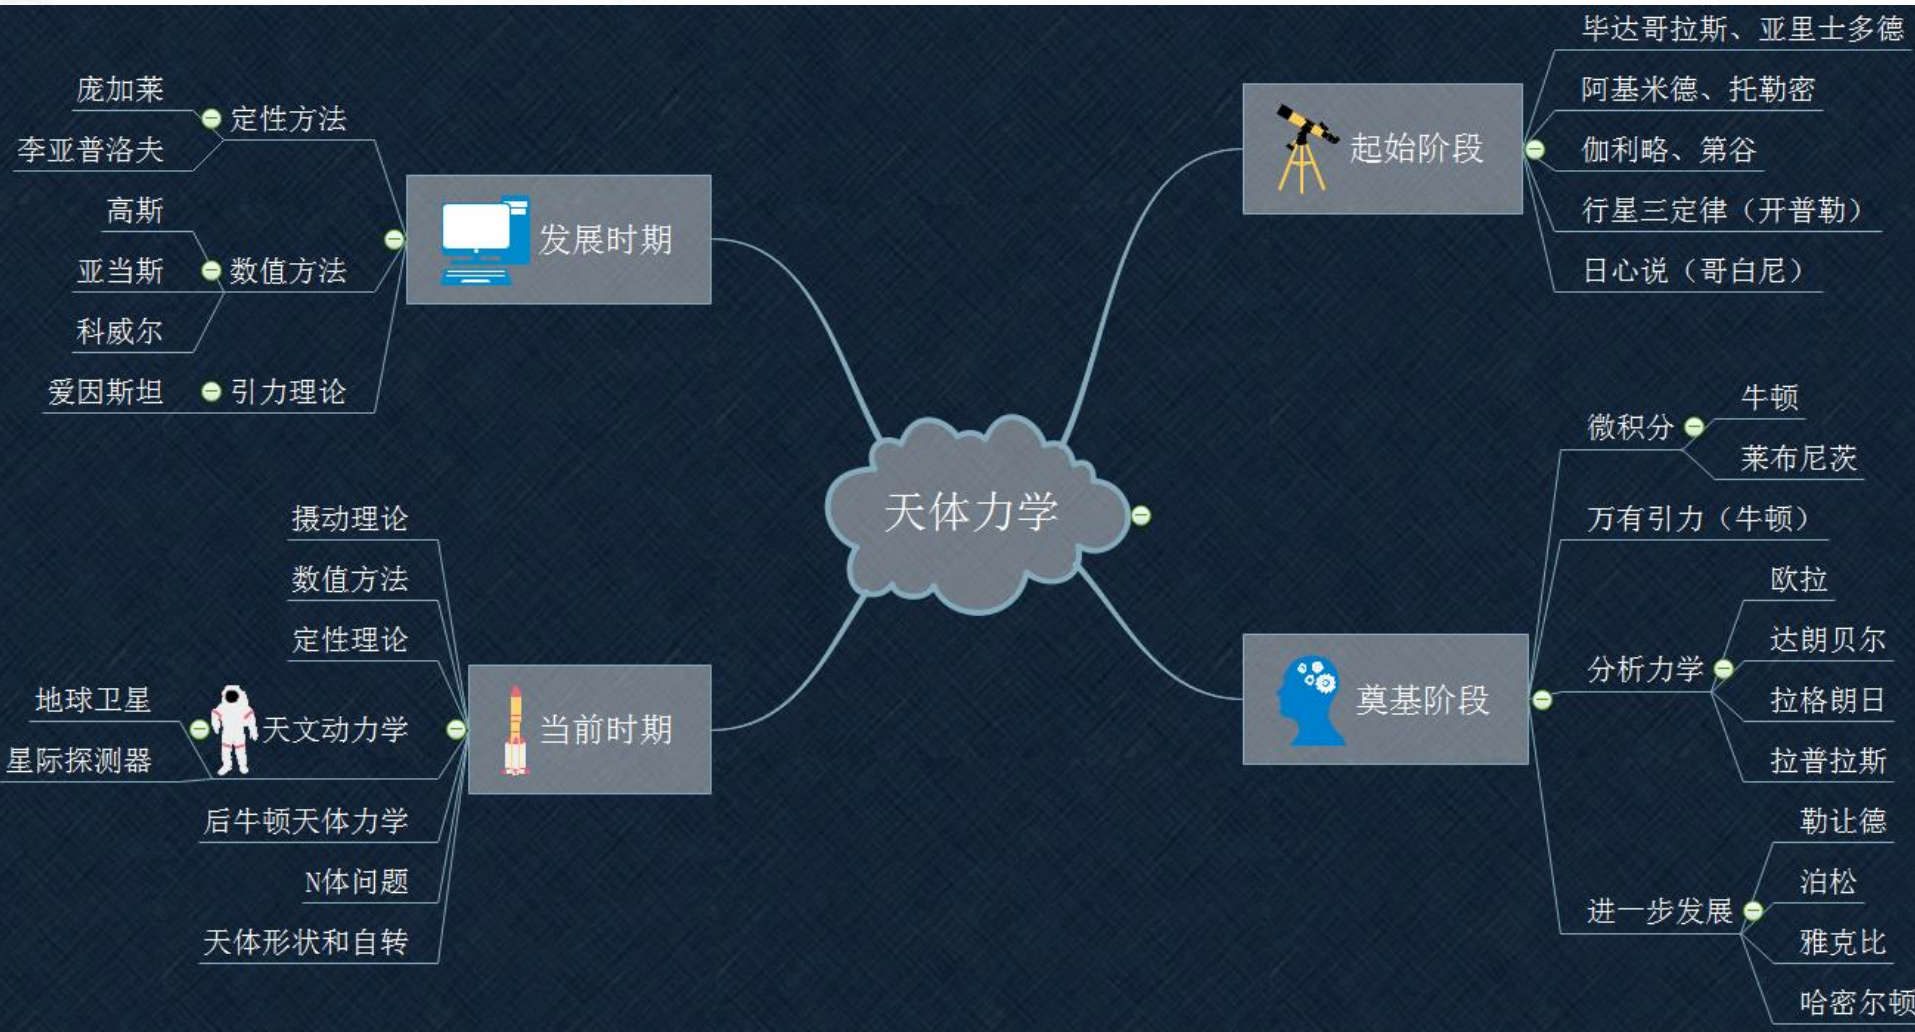 天体力学
起始阶段
毕达哥拉斯、亚里士多德
阿基米德、托勒密
伽利略、第谷
行星三定律（开普勒）
日心说（哥白尼）
奠基阶段
微积分
牛顿
莱布尼茨
万有引力（牛顿）
分析力学
欧拉
达朗贝尔
拉格朗日
拉普拉斯
进一步发展
勒让德
泊松
雅克比
哈密尔顿
发展时期
定性方法
庞加莱
李亚普洛夫
数值方法
高斯
亚当斯
科威尔
引力理论
爱因斯坦
当前时期
摄动理论
数值方法
定性理论
天文动力学
地球卫星
星际探测器
后牛顿天体力学
N体问题
天体形状和自转